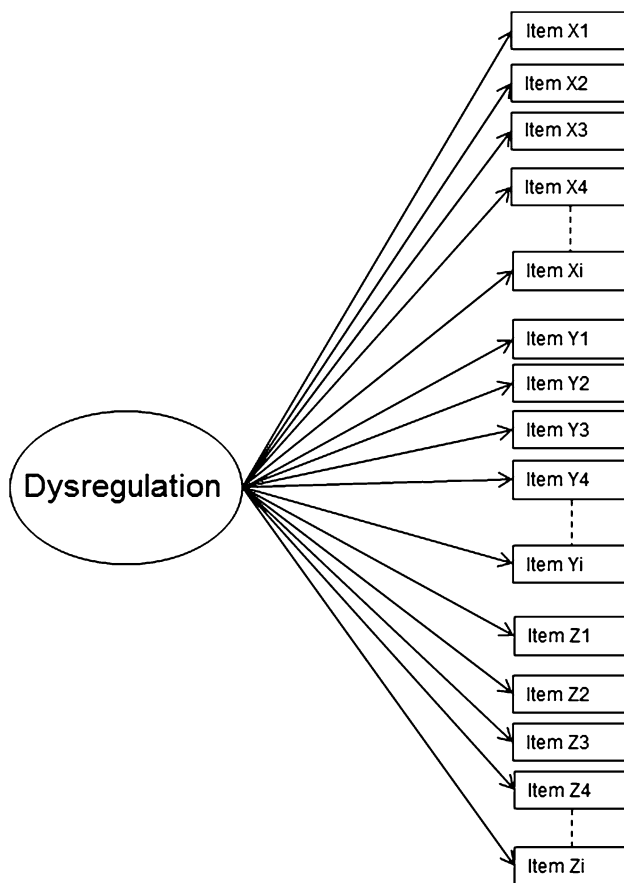 Item X1
Item X2
Item X3
Item X4
Item Xi
Item Y1
Item Y2
Item Y3
Dysregulation
Item Y4
Item Yi
Item Z1
Item Z2
Item Z3
Item Z4
Item Zi